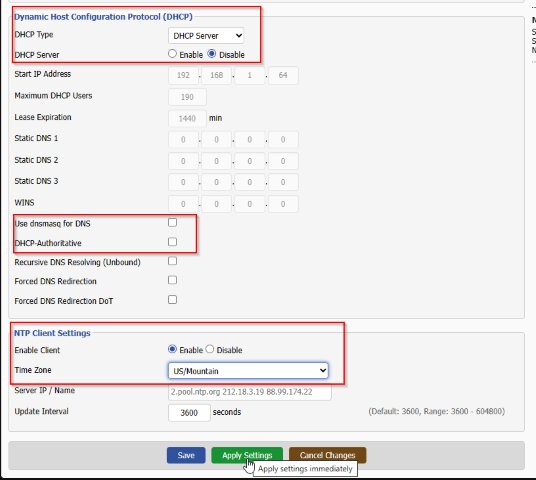 Dynamic Host Configuration Protocol (DHCP)
DHCP Type DHCP Server
DHCP Server Enable Disable
Start IP Address 192 . 168 . 1 . 64
Maximum DHCP Users 190
Lease Expiration 1440 min
Static DNS 1 0 . 0 . 0 . 0
Static DNS 2 0 . 0 . 0 . 0
Static DNS 3 0 . 0 . 0 . 0
WINS 0 . 0 . 0 . 0
Use dnsmasq for DNS
DHCP-Authoritative
Recursive DNS Resolving (Unbound)
Forced DNS Redirection
Forced DNS Redirection DoT
NTP Client Settings
Enable Client Enable Disable
Time Zone US/Mountain
Server IP / Name 2.pool.ntp.org 212.18.3.19 88.99.174.22
Update Interval 3600 seconds (Default: 3600, Range: 3600 - 604800)
Save Apply Settings Cancel Changes
Apply settings immediately